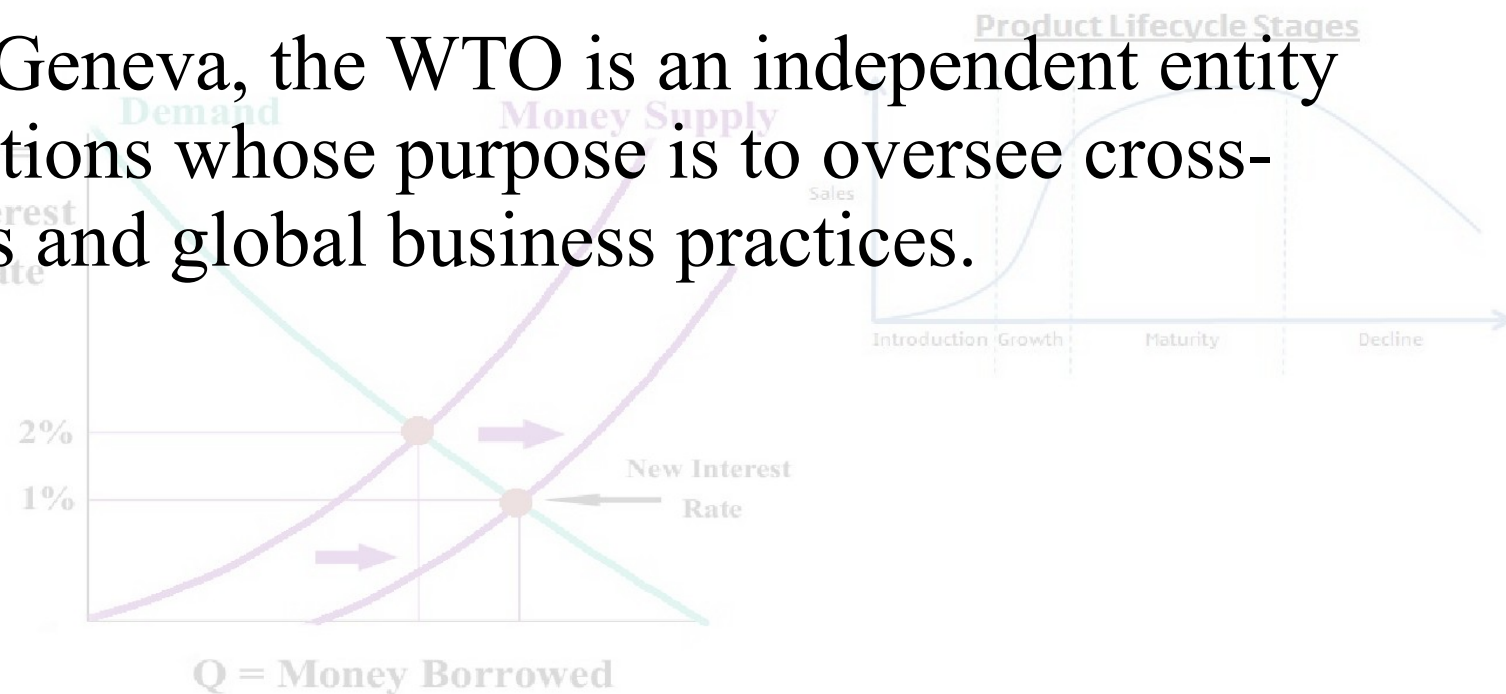 Product Lifecycle Stages
Geneva, the WTO is an independent entity
Demand
Money Supply
tions whose purpose is to oversee cross-
Sales
s and global business practices.
Introduction
Growth
Maturity
Decline
2%
New Interest
1%
Rate
Q = Money Borrowed